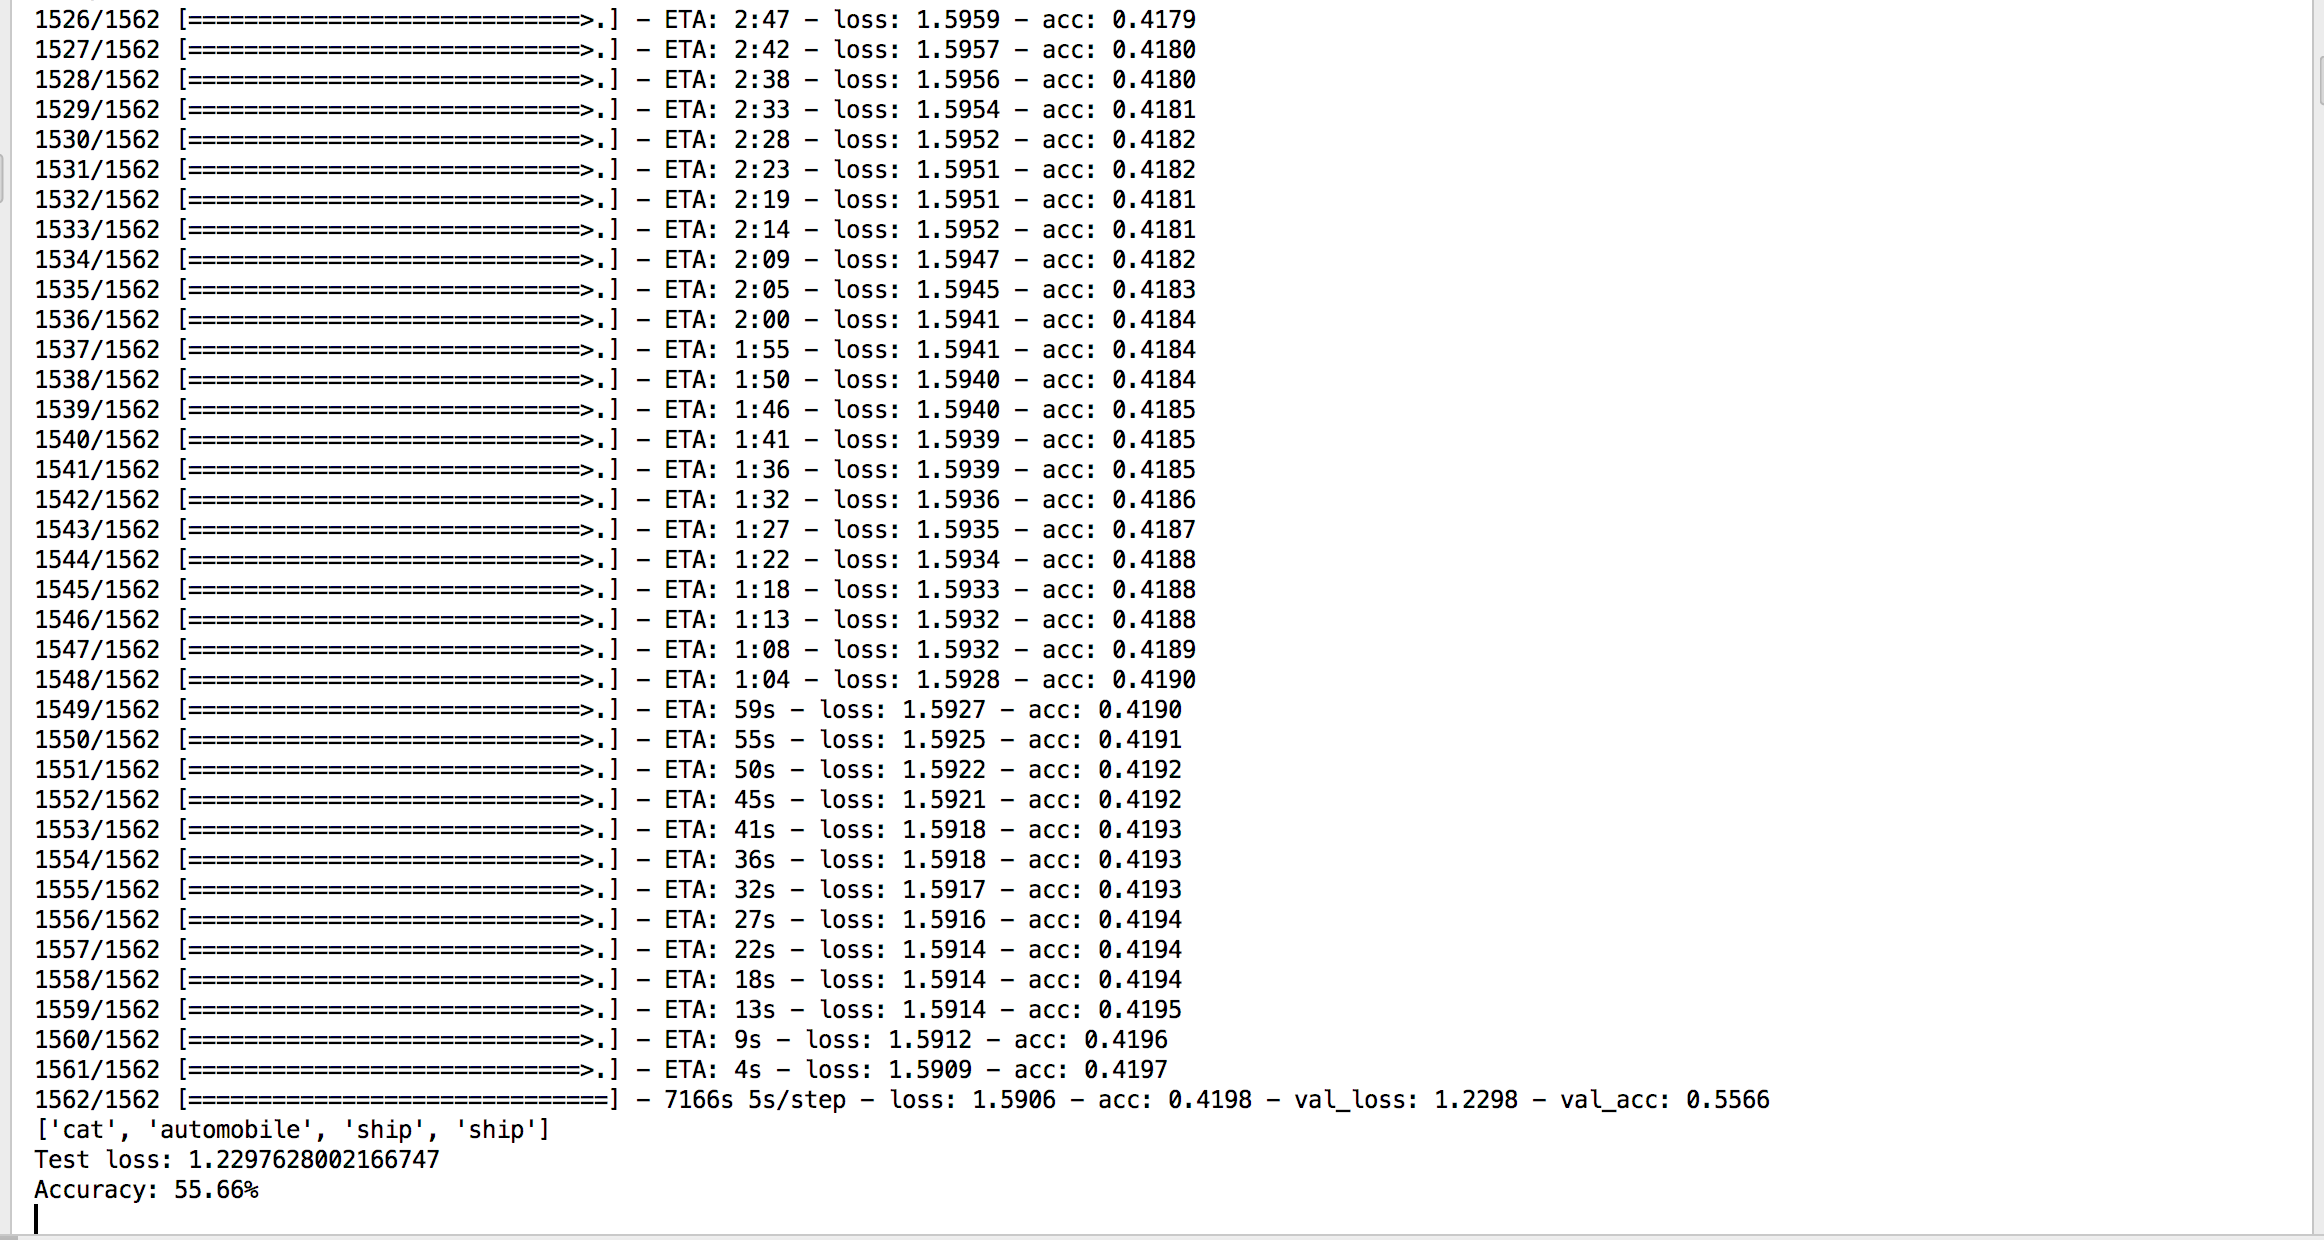 1526/1562 [============================>.] - ETA: 2:47 - loss: 1.5959 - acc: 0.4179
1527/1562 [============================>.] - ETA: 2:42 - loss: 1.5957 - acc: 0.4180
1528/1562 [============================>.] - ETA: 2:38 - loss: 1.5956 - acc: 0.4180
1529/1562 [============================>.] - ETA: 2:33 - loss: 1.5954 - acc: 0.4181
1530/1562 [============================>.] - ETA: 2:28 - loss: 1.5952 - acc: 0.4182
1531/1562 [============================>.] - ETA: 2:23 - loss: 1.5951 - acc: 0.4182
1532/1562 [============================>.] - ETA: 2:19 - loss: 1.5951 - acc: 0.4181
1533/1562 [============================>.] - ETA: 2:14 - loss: 1.5952 - acc: 0.4181
1534/1562 [============================>.] - ETA: 2:09 - loss: 1.5947 - acc: 0.4182
1535/1562 [============================>.] - ETA: 2:05 - loss: 1.5945 - acc: 0.4183
1536/1562 [============================>.] - ETA: 2:00 - loss: 1.5941 - acc: 0.4184
1537/1562 [============================>.] - ETA: 1:55 - loss: 1.5941 - acc: 0.4184
1538/1562 [============================>.] - ETA: 1:50 - loss: 1.5940 - acc: 0.4184
1539/1562 [============================>.] - ETA: 1:46 - loss: 1.5940 - acc: 0.4185
1540/1562 [============================>.] - ETA: 1:41 - loss: 1.5939 - acc: 0.4185
1541/1562 [============================>.] - ETA: 1:36 - loss: 1.5939 - acc: 0.4185
1542/1562 [============================>.] - ETA: 1:32 - loss: 1.5936 - acc: 0.4186
1543/1562 [============================>.] - ETA: 1:27 - loss: 1.5935 - acc: 0.4187
1544/1562 [============================>.] - ETA: 1:22 - loss: 1.5934 - acc: 0.4188
1545/1562 [============================>.] - ETA: 1:18 - loss: 1.5933 - acc: 0.4188
1546/1562 [============================>.] - ETA: 1:13 - loss: 1.5932 - acc: 0.4188
1547/1562 [============================>.] - ETA: 1:08 - loss: 1.5932 - acc: 0.4189
1548/1562 [============================>.] - ETA: 1:04 - loss: 1.5928 - acc: 0.4190
1549/1562 [============================>.] - ETA: 59s - loss: 1.5927 - acc: 0.4190
1550/1562 [============================>.] - ETA: 55s - loss: 1.5925 - acc: 0.4191
1551/1562 [============================>.] - ETA: 50s - loss: 1.5922 - acc: 0.4192
1552/1562 [============================>.] - ETA: 45s - loss: 1.5921 - acc: 0.4192
1553/1562 [============================>.] - ETA: 41s - loss: 1.5918 - acc: 0.4193
1554/1562 [============================>.] - ETA: 36s - loss: 1.5918 - acc: 0.4193
1555/1562 [============================>.] - ETA: 32s - loss: 1.5917 - acc: 0.4193
1556/1562 [============================>.] - ETA: 27s - loss: 1.5916 - acc: 0.4194
1557/1562 [============================>.] - ETA: 22s - loss: 1.5914 - acc: 0.4194
1558/1562 [============================>.] - ETA: 18s - loss: 1.5914 - acc: 0.4194
1559/1562 [============================>.] - ETA: 13s - loss: 1.5914 - acc: 0.4195
1560/1562 [============================>.] - ETA: 9s - loss: 1.5912 - acc: 0.4196
1561/1562 [============================>.] - ETA: 4s - loss: 1.5909 - acc: 0.4197
1562/1562 [==============================] - 7166s 5s/step - loss: 1.5906 - acc: 0.4198 - val_loss: 1.2298 - val_acc: 0.5566
['cat', 'automobile', 'ship', 'ship']
Test loss: 1.2297628002166747
Accuracy: 55.66%